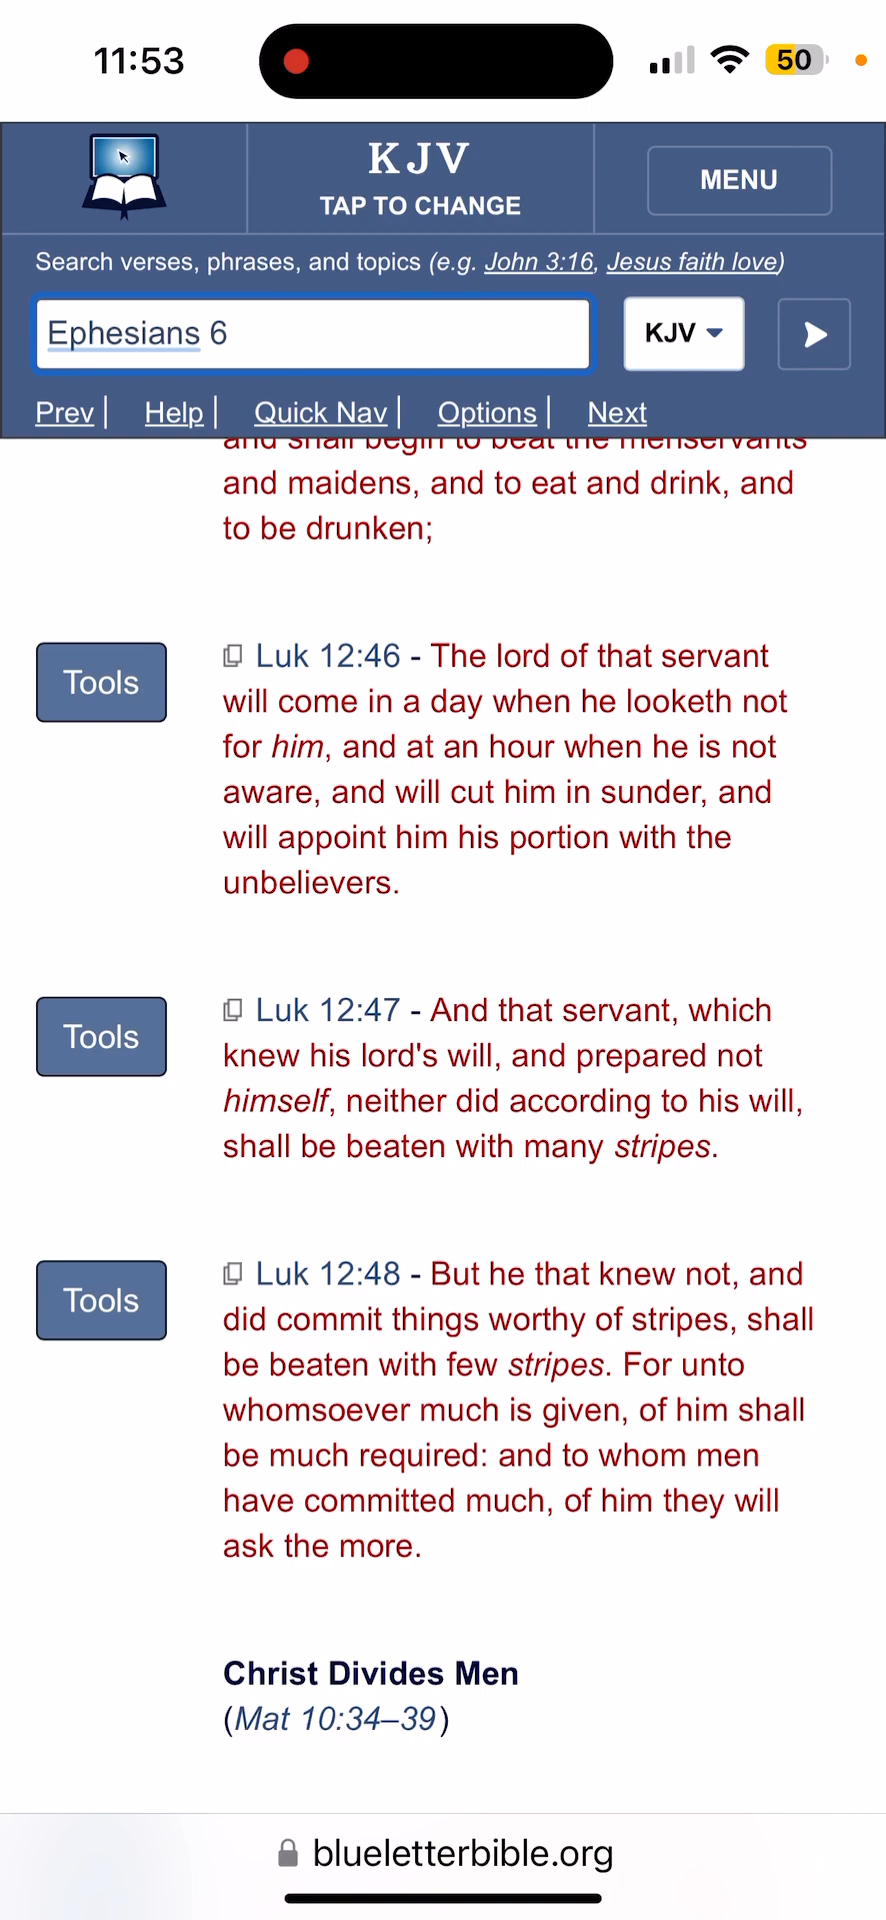 11:53
50
KJV
TAP TO CHANGE
MENU
Search verses, phrases, and topics (e.g. John 3:16, Jesus faith love)
Ephesians 6
KJV
Prev | Help | Quick Nav | Options | Next
and shall begin to beat the menservants
and maidens, and to eat and drink, and
to be drunken;
Tools
Luk 12:46 - The lord of that servant
will come in a day when he looketh not
for him, and at an hour when he is not
aware, and will cut him in sunder, and
will appoint him his portion with the
unbelievers.
Tools
Luk 12:47 - And that servant, which
knew his lord's will, and prepared not
himself, neither did according to his will,
shall be beaten with many stripes.
Tools
Luk 12:48 - But he that knew not, and
did commit things worthy of stripes, shall
be beaten with few stripes. For unto
whomsoever much is given, of him shall
be much required: and to whom men
have committed much, of him they will
ask the more.
Christ Divides Men
(Mat 10:34–39)
blueletterbible.org